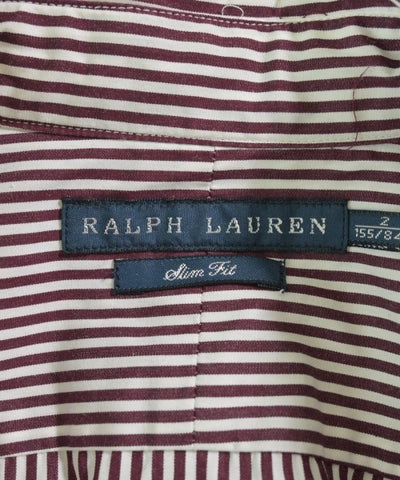 RALPH LAUREN
2
155/84
Slim Fit